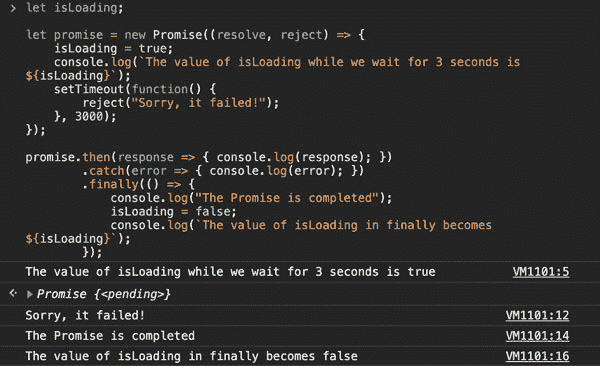 let isLoading;
let promise = new Promise((resolve, reject) => {
    isLoading = true;
    console.log(`The value of isLoading while we wait for 3 seconds is
${isLoading}`);
    setTimeout(function() {
        reject("Sorry, it failed!");
    }, 3000);
});
promise.then(response => { console.log(response); })
        .catch(error => { console.log(error); })
        .finally(() => {
            console.log("The Promise is completed");
            isLoading = false;
            console.log(`The value of isLoading in finally becomes
${isLoading}`);
        });
The value of isLoading while we wait for 3 seconds is true VM1101:5
Promise {<pending>}
Sorry, it failed! VM1101:12
The Promise is completed VM1101:14
The value of isLoading in finally becomes false VM1101:16